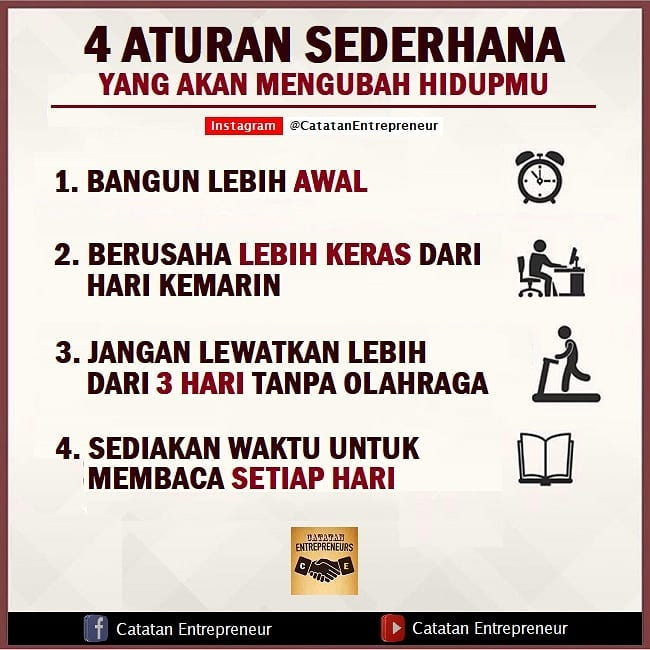 4 ATURAN SEDERHANA
YANG AKAN MENGUBAH HIDUPMU
Instagram @CatatanEntrepreneur
1. BANGUN LEBIH AWAL
2. BERUSAHA LEBIH KERAS DARI
HARI KEMARIN
3. JANGAN LEWATKAN LEBIH
DARI 3 HARI TANPA OLAHRAGA
4. SEDIAKAN WAKTU UNTUK
MEMBACA SETIAP HARI
CATATAN
ENTREPRENEURS
C E
Catatan Entrepreneur Catatan Entrepreneur